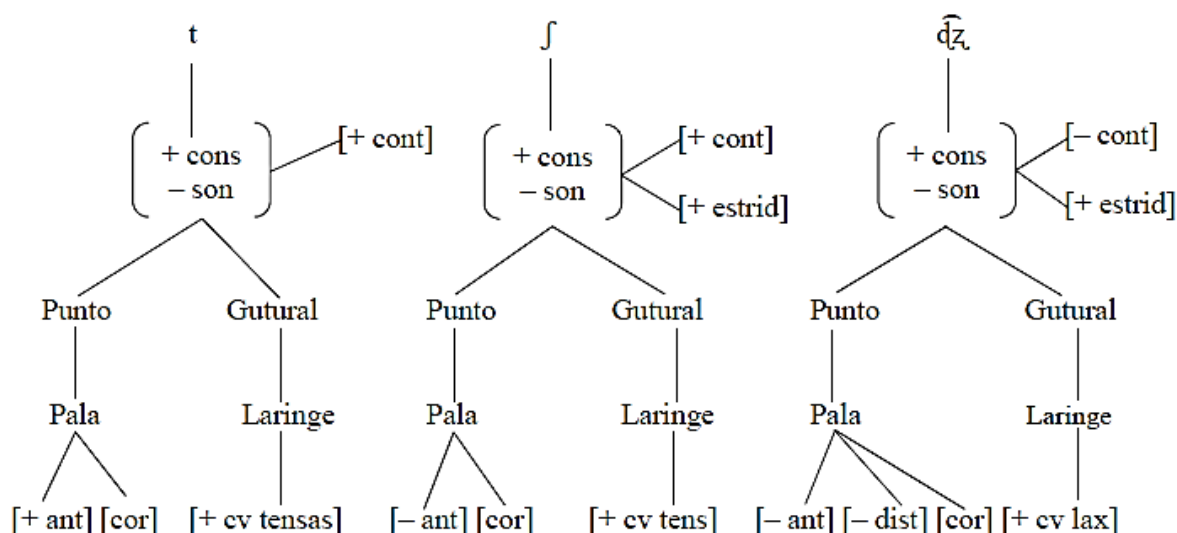 t ʃ d͡ʐ
[+ cont] [+ cont] [– cont]
+ cons + cons + cons
– son – son – son
[+ estrid] [+ estrid]
Punto Gutural Punto Gutural Punto Gutural
Pala Laringe Pala Laringe Pala Laringe
[+ ant] [cor] [+ cv tensas] [– ant] [cor] [+ cv tens] [– ant] [– dist] [cor] [+ cv lax]